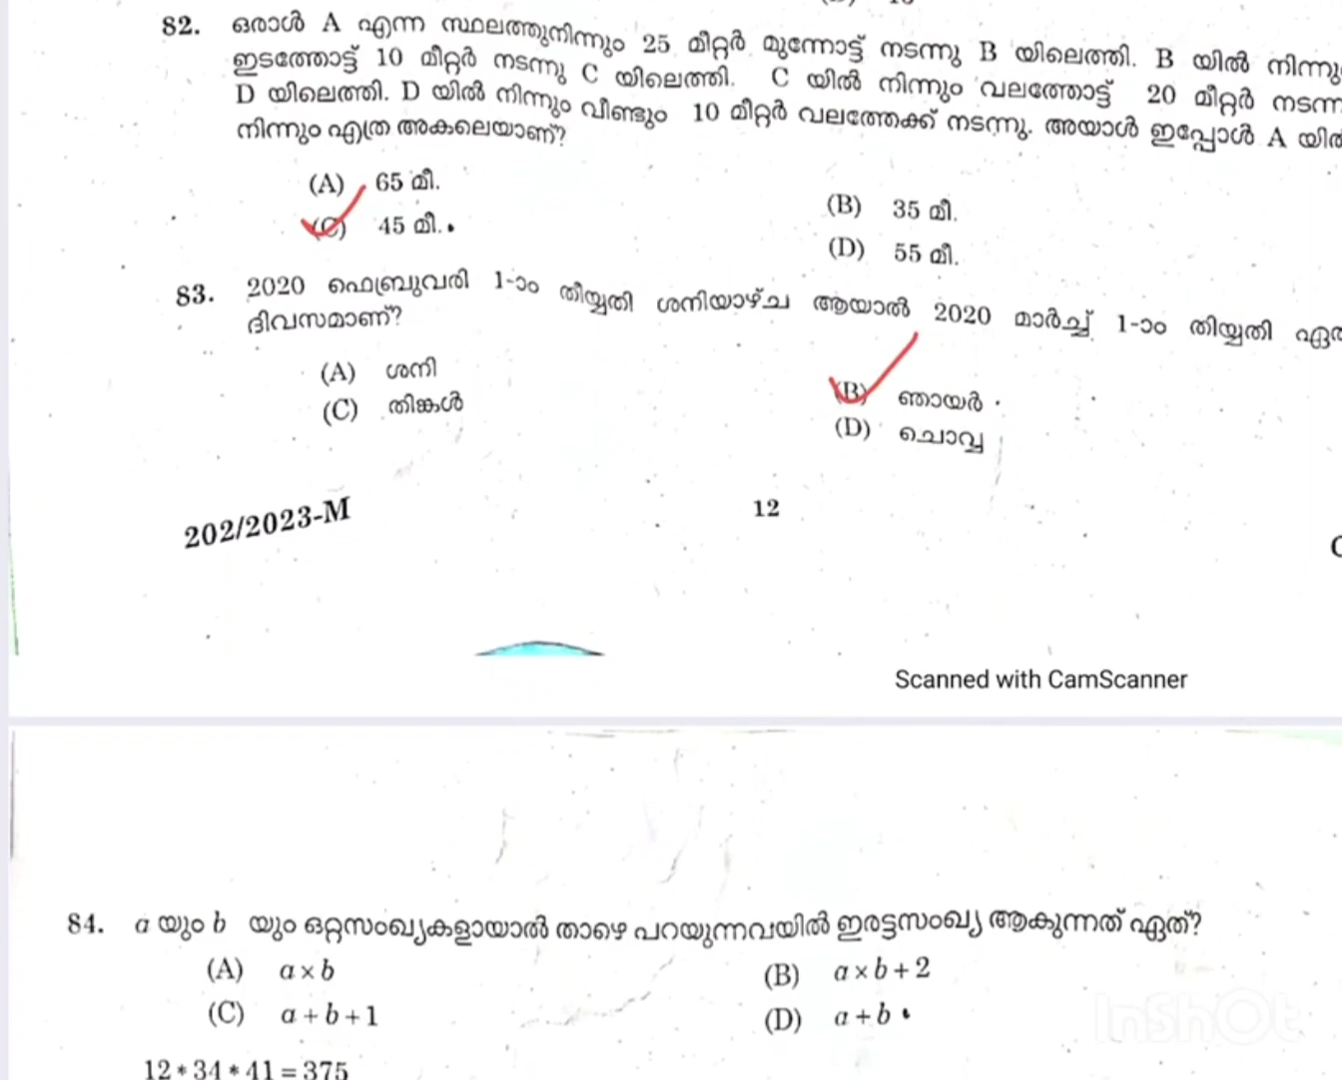 82. ഒരാൾ A എന്ന സ്ഥലത്തുനിന്നും 25 മീറ്റർ മുന്നോട്ട് നടന്നു B യിലെത്തി. B യിൽ നിന്നു
ഇടത്തോട്ട് 10 മീറ്റർ നടന്നു C യിലെത്തി. C യിൽ നിന്നും വലത്തോട്ട് 20 മീറ്റർ നടന്ന
D യിലെത്തി. D യിൽ നിന്നും വീണ്ടും 10 മീറ്റർ വലത്തേക്ക് നടന്നു. അയാൾ ഇപ്പോൾ A യിൽ
നിന്നും എത്ര അകലെയാണ്?
(A) 65 മീ.
(B) 35 മീ.
(C) 45 മീ.
(D) 55 മീ.
83. 2020 ഫെബ്രുവരി 1-ാം തീയ്യതി ശനിയാഴ്ച ആയാൽ 2020 മാർച്ച് 1-ാം തിയ്യതി
ദിവസമാണ്?
(A) ശനി
(B) ഞായർ
(C) തിങ്കൾ
(D) ചൊവ്വ
202/2023-M
12
Scanned with CamScanner
84. a യും b യും ഒറ്റസംഖ്യകളായാൽ താഴെ പറയുന്നവയിൽ ഇരട്ടസംഖ്യ ആകുന്നത് ഏത്?
(A) a × b
(B) a × b + 2
(C) a + b + 1
(D) a + b
InShOt
12 * 34 * 41 = 375